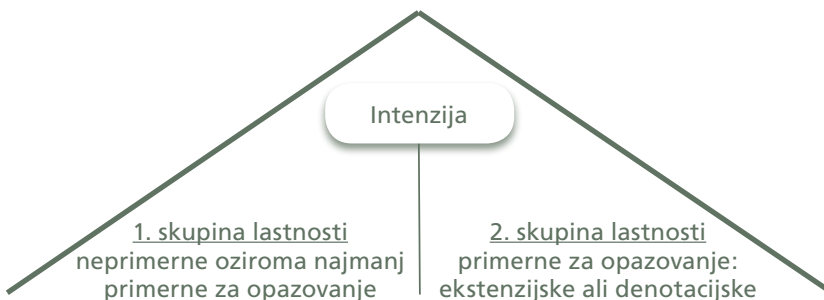 Intenzija
1. skupina lastnosti
neprimerne oziroma najmanj
primerne za opazovanje
2. skupina lastnosti
primerne za opazovanje:
ekstenzijske ali denotacijske